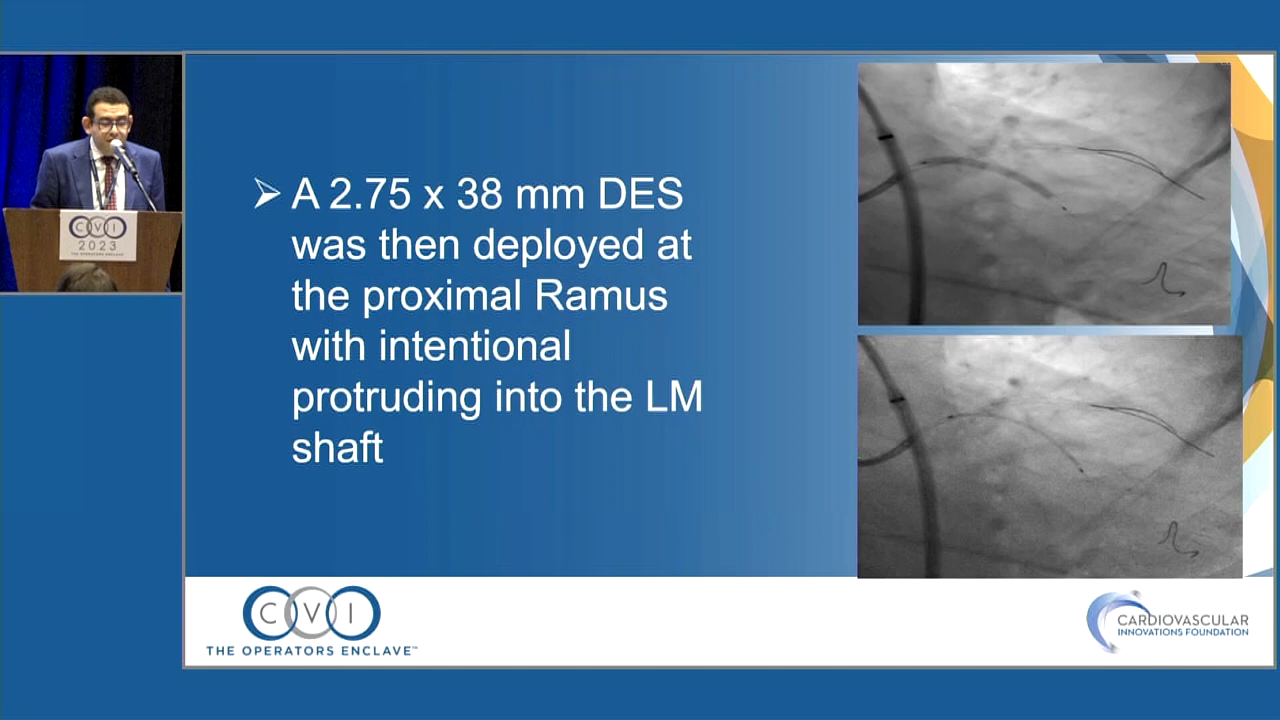 ➢ A 2.75 x 38 mm DES
was then deployed at
the proximal Ramus
with intentional
protruding into the LM
shaft
CVI
2023
THE OPERATORS ENCLAVE
CVI
THE OPERATORS ENCLAVE™
CARDIOVASCULAR
INNOVATIONS FOUNDATION